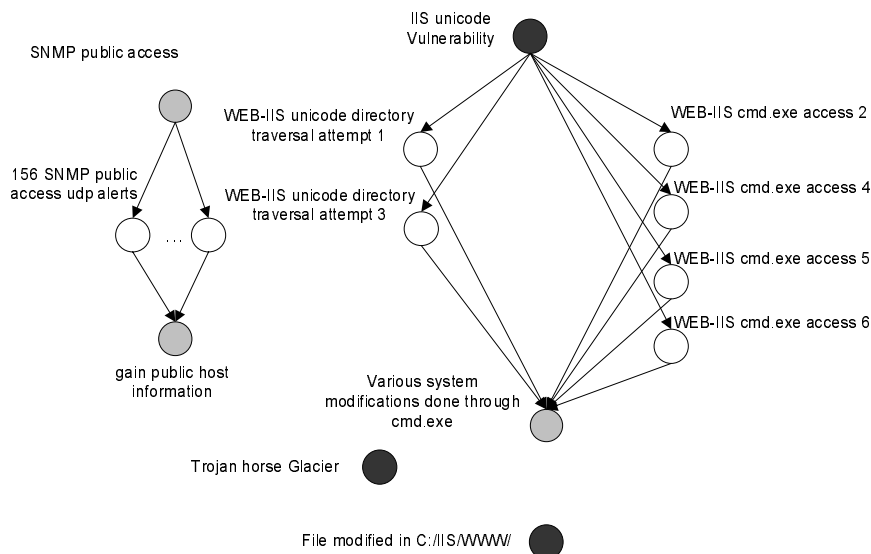 IIS unicode
Vulnerability
SNMP public access
WEB-IIS unicode directory
traversal attempt 1
WEB-IIS cmd.exe access 2
156 SNMP public
access udp alerts
WEB-IIS unicode directory
traversal attempt 3
WEB-IIS cmd.exe access 4
...
WEB-IIS cmd.exe access 5
WEB-IIS cmd.exe access 6
gain public host
information
Various system
modifications done through
cmd.exe
Trojan horse Glacier
File modified in C:/IIS/WWW/